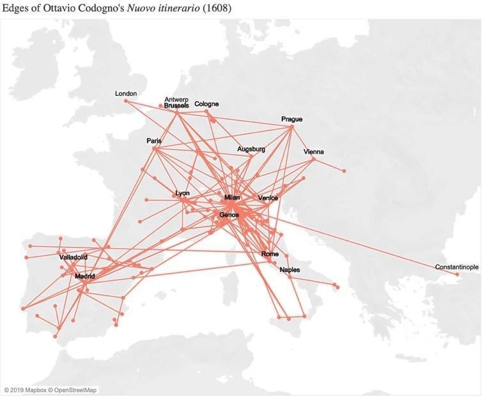 Edges of Ottavio Codogno's Nuovo itinerario (1608)
London
Antwerp
Brussels
Cologne
Prague
Paris
Augsburg
Vienna
Lyon
Milan
Venice
Genoa
Rome
Valladolid
Naples
Constantinople
Madrid
© 2019 Mapbox © OpenStreetMap